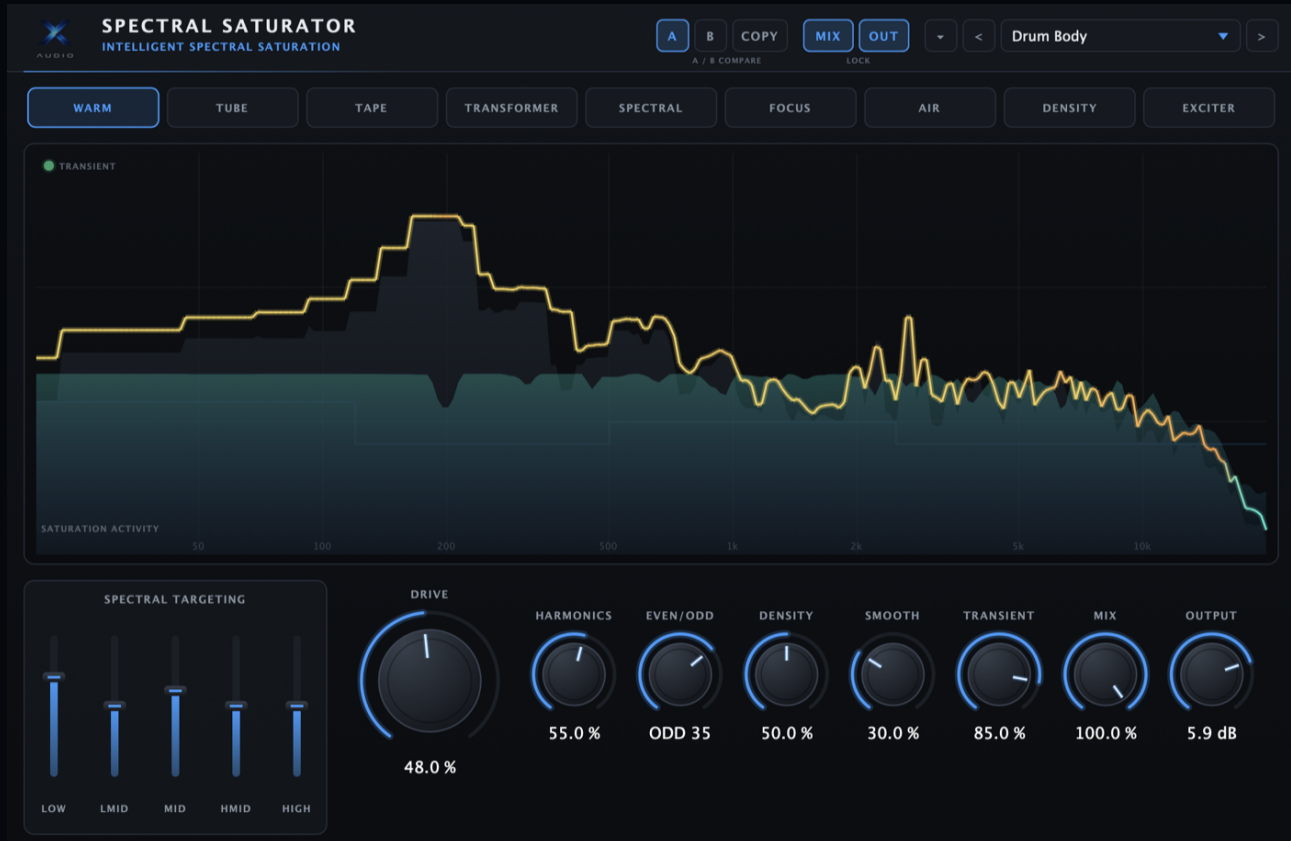 AUDIO
SPECTRAL SATURATOR
INTELLIGENT SPECTRAL SATURATION
A
B
COPY
A / B COMPARE
MIX
OUT
LOCK
<
Drum Body
>
WARM
TUBE
TAPE
TRANSFORMER
SPECTRAL
FOCUS
AIR
DENSITY
EXCITER
TRANSIENT
SATURATION ACTIVITY
50
100
200
500
1k
2k
5k
10k
SPECTRAL TARGETING
LOW
LMID
MID
HMID
HIGH
DRIVE
48.0 %
HARMONICS
55.0 %
EVEN/ODD
ODD 35
DENSITY
50.0 %
SMOOTH
30.0 %
TRANSIENT
85.0 %
MIX
100.0 %
OUTPUT
5.9 dB